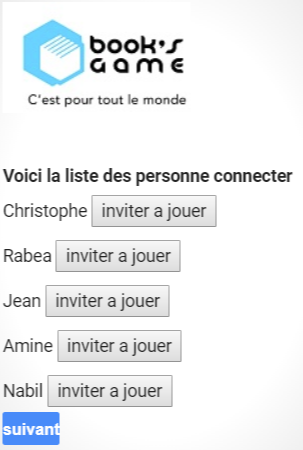 book's
GAME
C'est pour tout le monde
Voici la liste des personne connecter
Christophe inviter a jouer
Rabea inviter a jouer
Jean inviter a jouer
Amine inviter a jouer
Nabil inviter a jouer
suivant